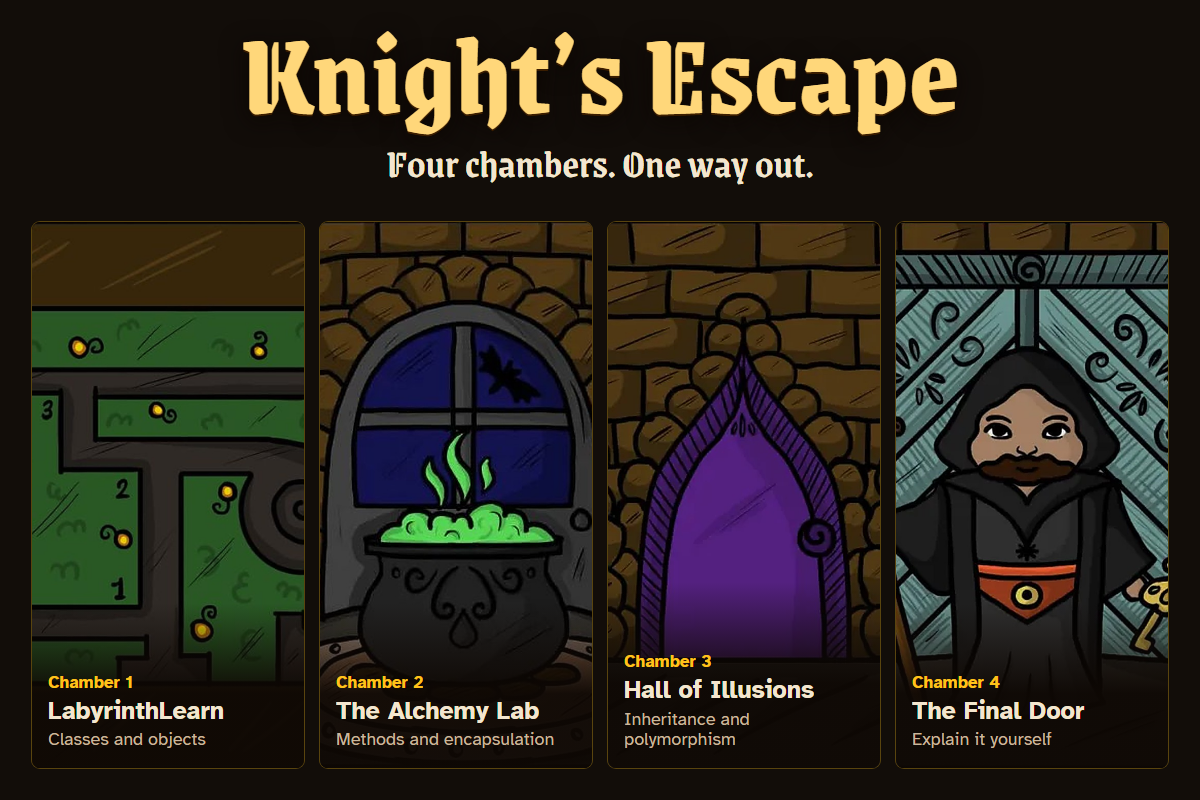 Knight's Escape
Four chambers. One way out.
3
2
1
Chamber 1
LabyrinthLearn
Classes and objects
Chamber 2
The Alchemy Lab
Methods and encapsulation
Chamber 3
Hall of Illusions
Inheritance and
polymorphism
Chamber 4
The Final Door
Explain it yourself